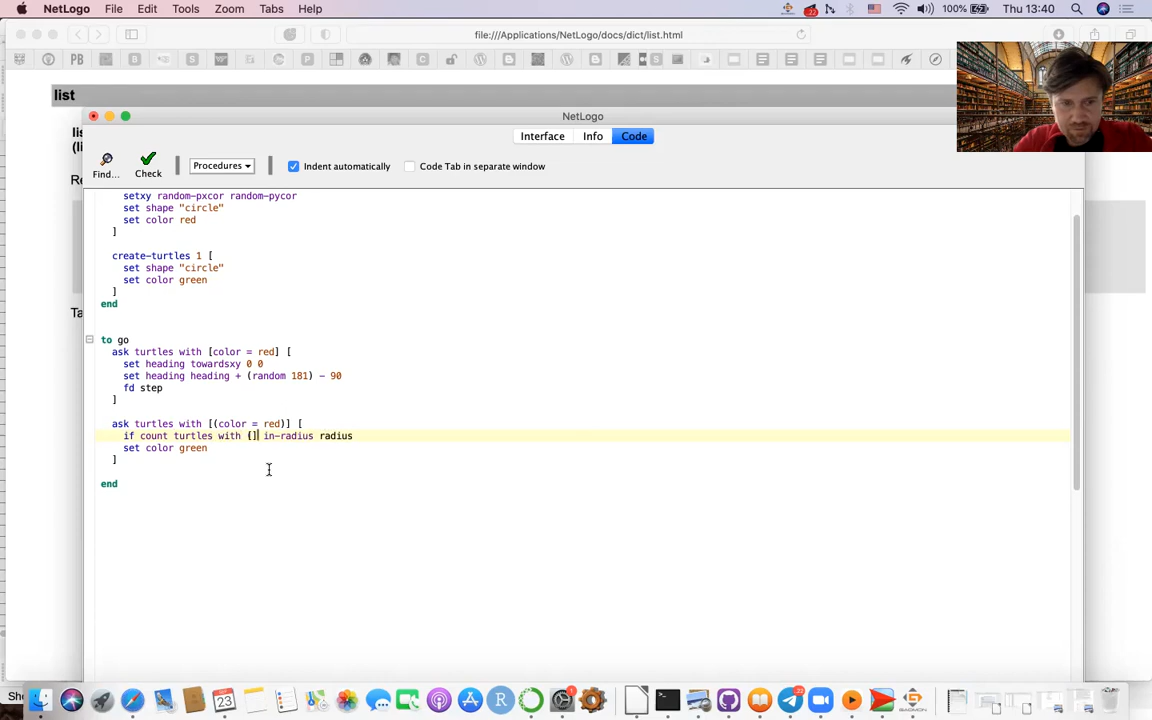 NetLogo File Edit Tools Zoom Tabs Help 100% Thu 13:40
file:///Applications/NetLogo/docs/dict/list.html
list
NetLogo
Interface Info Code
Find... Check Procedures Indent automatically Code Tab in separate window
setxy random-pxcor random-pycor
set shape "circle"
set color red
]
create-turtles 1 [
set shape "circle"
set color green
]
end
to go
ask turtles with [color = red] [
set heading towardsxy 0 0
set heading heading + (random 181) - 90
fd step
]
ask turtles with [(color = red)] [
if count turtles with [] in-radius radius
set color green
]
end